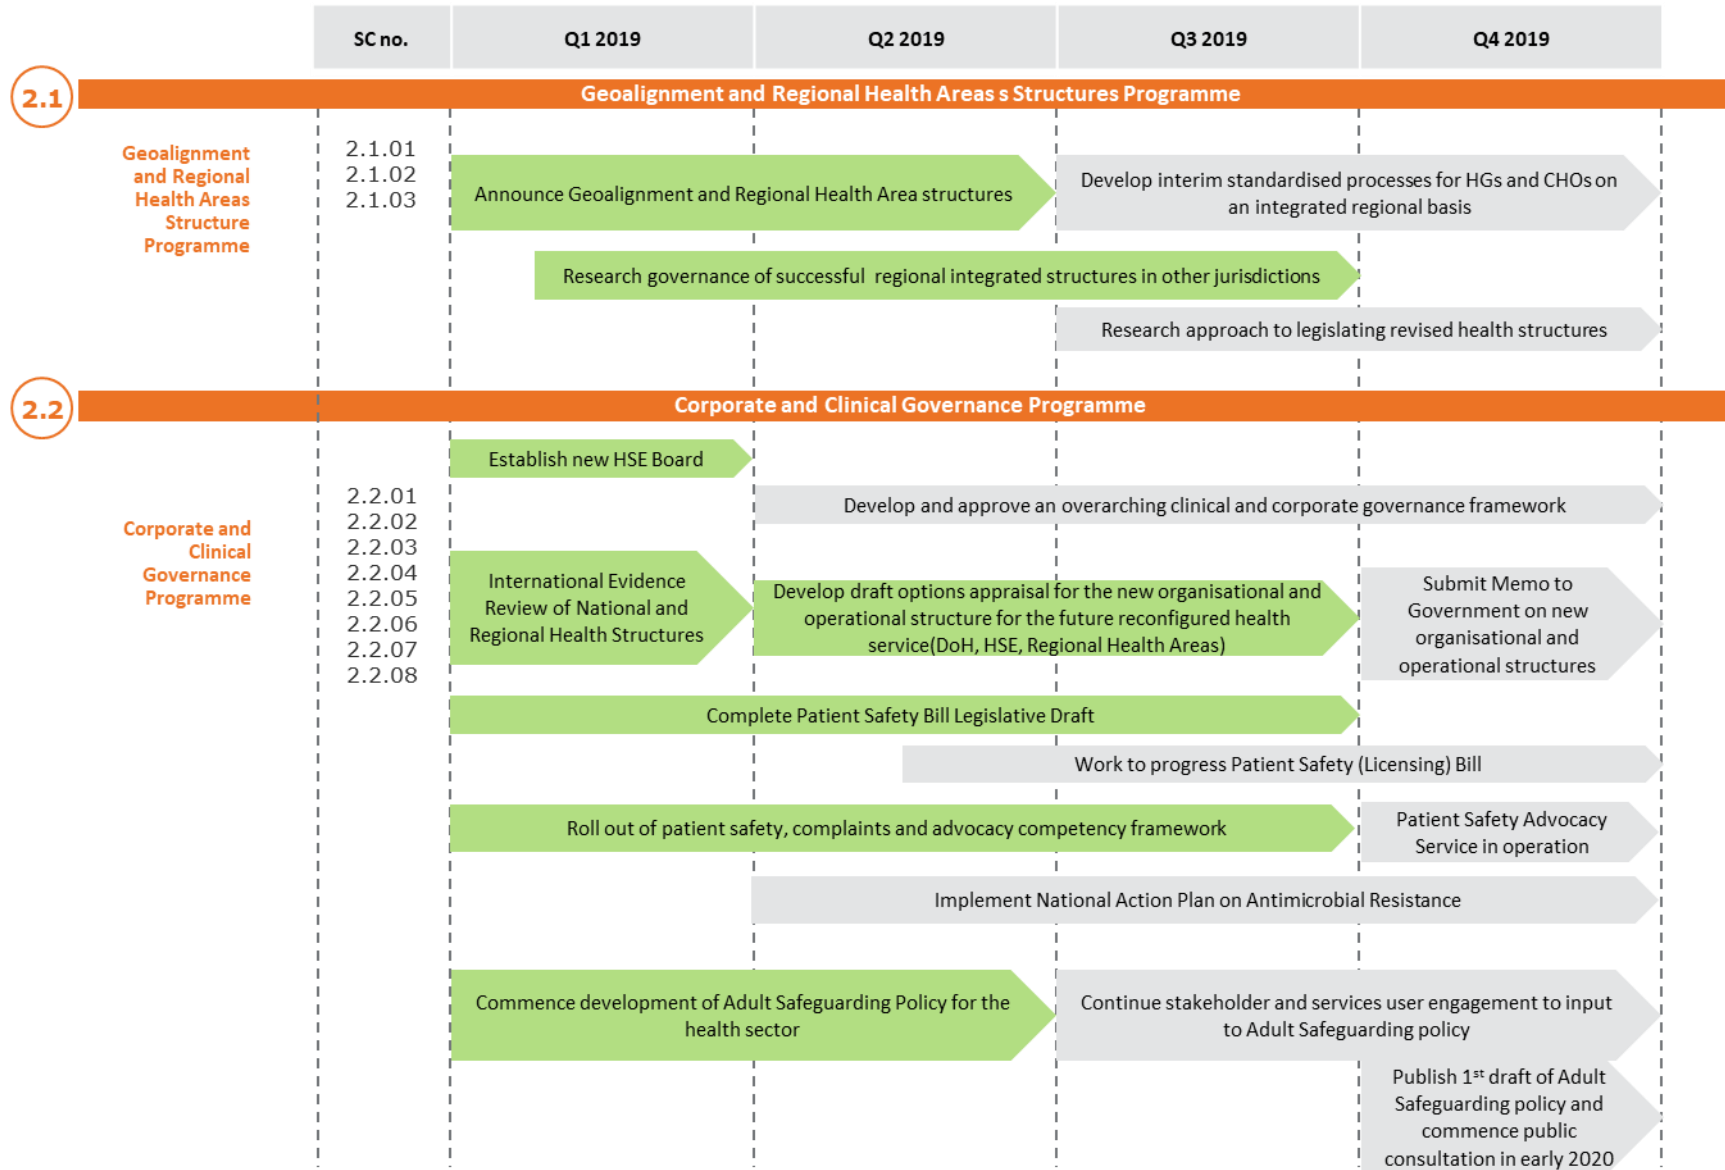 SC no.
Q1 2019
Q2 2019
Q3 2019
Q4 2019
2.1
Geoalignment and Regional Health Areas s Structures Programme
Geoalignment
and Regional
Health Areas
Structure
Programme
2.1.01
2.1.02
2.1.03
Announce Geoalignment and Regional Health Area structures
Develop interim standardised processes for HGs and CHOs on
an integrated regional basis
Research governance of successful regional integrated structures in other jurisdictions
Research approach to legislating revised health structures
2.2
Corporate and Clinical Governance Programme
Corporate and
Clinical
Governance
Programme
2.2.01
2.2.02
2.2.03
2.2.04
2.2.05
2.2.06
2.2.07
2.2.08
Establish new HSE Board
Develop and approve an overarching clinical and corporate governance framework
International Evidence
Review of National and
Regional Health Structures
Develop draft options appraisal for the new organisational and
operational structure for the future reconfigured health
service(DoH, HSE, Regional Health Areas)
Submit Memo to
Government on new
organisational and
operational structures
Complete Patient Safety Bill Legislative Draft
Work to progress Patient Safety (Licensing) Bill
Roll out of patient safety, complaints and advocacy competency framework
Patient Safety Advocacy
Service in operation
Implement National Action Plan on Antimicrobial Resistance
Commence development of Adult Safeguarding Policy for the
health sector
Continue stakeholder and services user engagement to input
to Adult Safeguarding policy
Publish 1st draft of Adult
Safeguarding policy and
commence public
consultation in early 2020